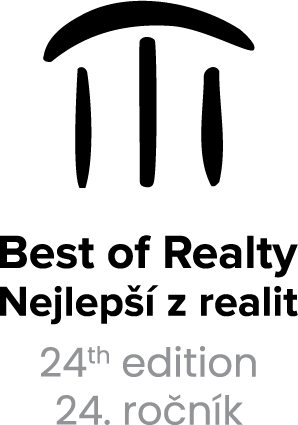 Best of Realty
Nejlepší z realit
24th edition
24. ročník